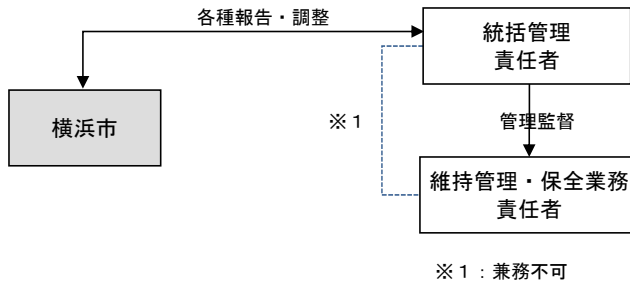 各種報告・調整
統括管理
責任者
横浜市
※１
管理監督
維持管理・保全業務
責任者
※１：兼務不可